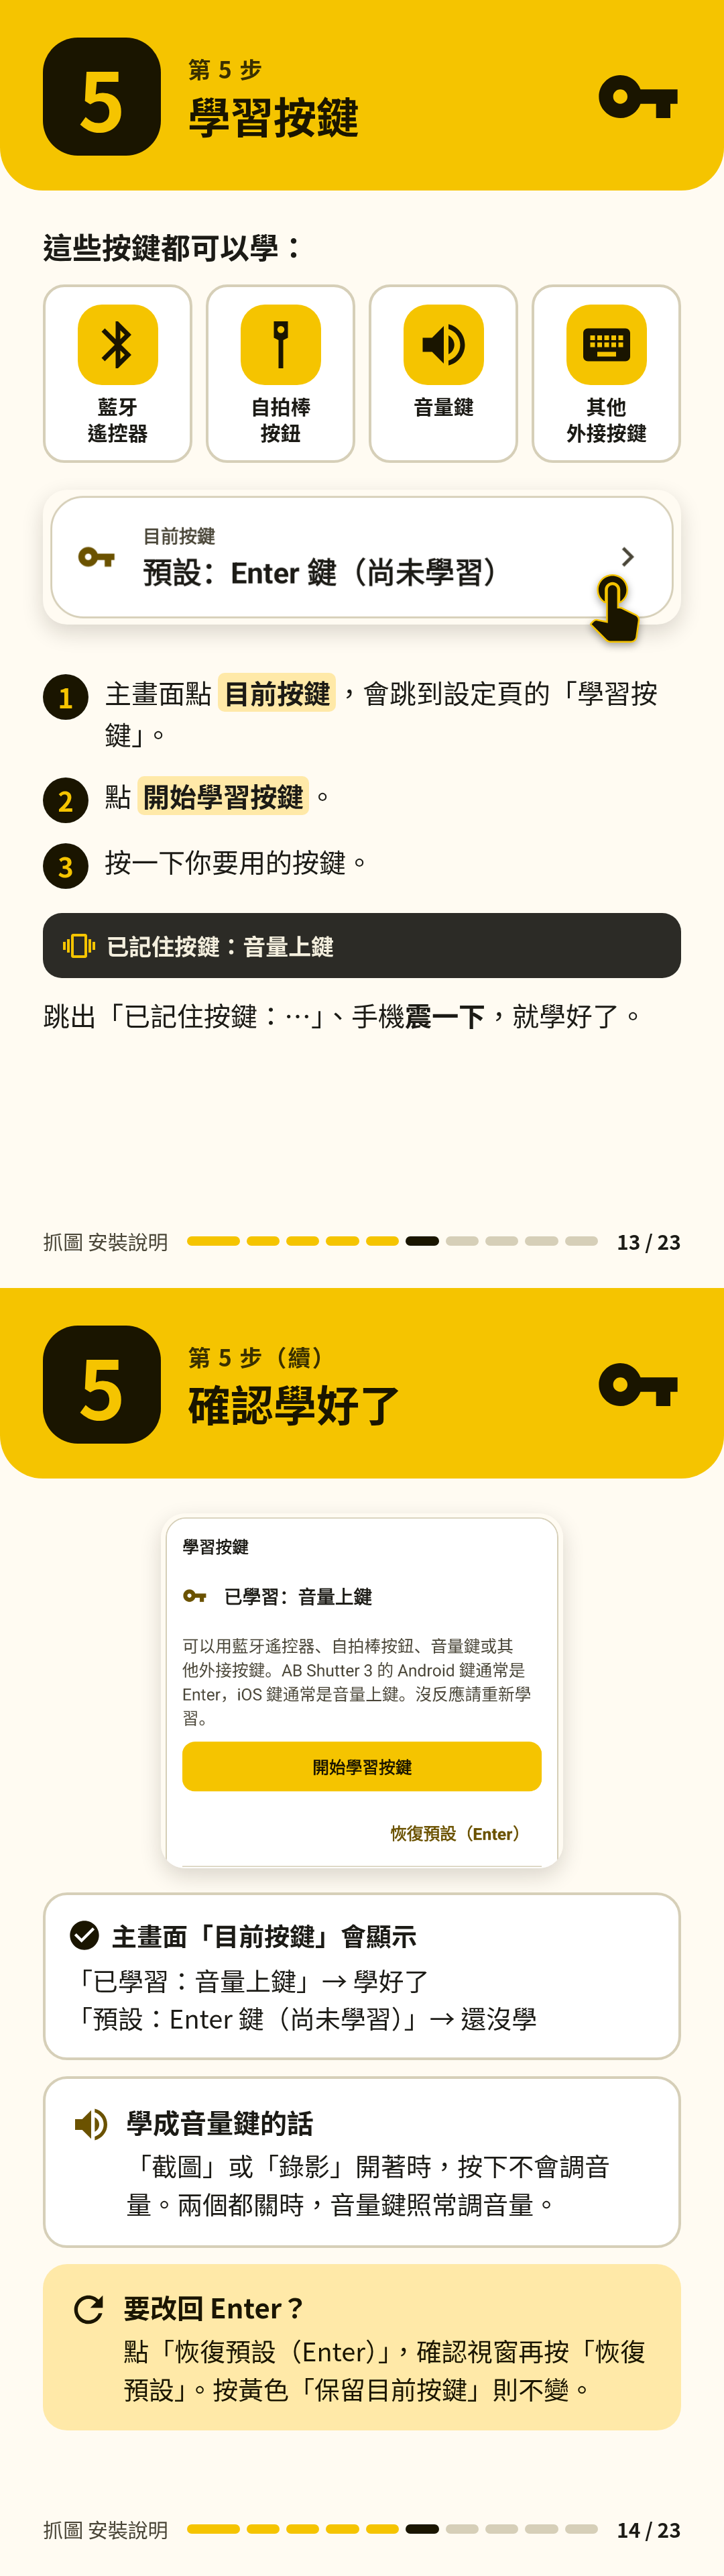 5
第 5 步
學習按鍵
這些按鍵都可以學：
藍牙
遙控器
自拍棒
按鈕
音量鍵
其他
外接按鍵
目前按鍵
預設：Enter 鍵（尚未學習）
1 主畫面點 目前按鍵，會跳到設定頁的「學習按
鍵」。
2 點 開始學習按鍵。
3 按一下你要用的按鍵。
已記住按鍵：音量上鍵
跳出「已記住按鍵：…」、手機震一下，就學好了。
抓圖 安裝說明
13 / 23
5
第 5 步（續）
確認學好了
學習按鍵
已學習：音量上鍵
可以用藍牙遙控器、自拍棒按鈕、音量鍵或其
他外接按鍵。AB Shutter 3 的 Android 鍵通常是
Enter，iOS 鍵通常是音量上鍵。沒反應請重新學
習。
開始學習按鍵
恢復預設（Enter）
主畫面「目前按鍵」會顯示
「已學習：音量上鍵」→ 學好了
「預設：Enter 鍵（尚未學習）」→ 還沒學
學成音量鍵的話
「截圖」或「錄影」開著時，按下不會調音
量。兩個都關時，音量鍵照常調音量。
要改回 Enter？
點「恢復預設（Enter）」，確認視窗再按「恢復
預設」。按黃色「保留目前按鍵」則不變。
抓圖 安裝說明
14 / 23